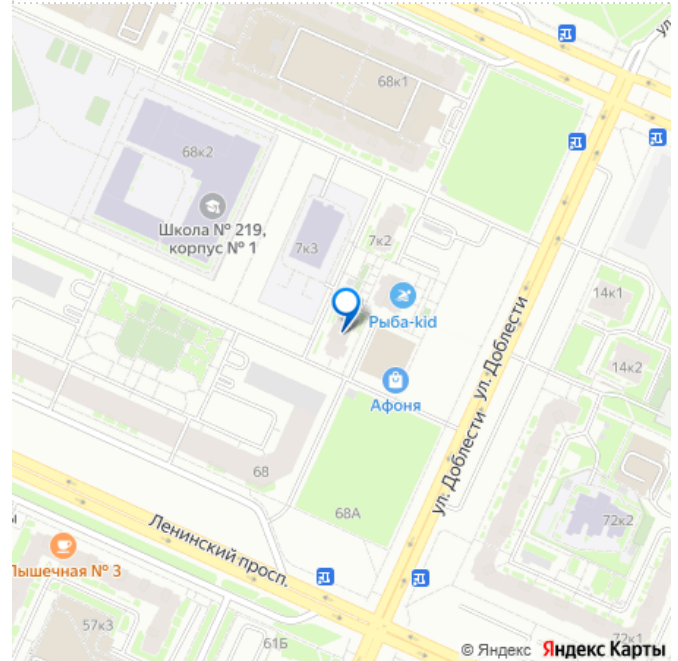 68к1
68к2
Школа № 219,
корпус № 1
7к3
7к2
Рыба-kid
14к1
14к2
Афоня
ул. Доблести
ул. Доблести
68
68А
Ленинский просп.
72к2
Пышечная № 3
57к3
61Б
72к1
© Яндекс Яндекс Карты